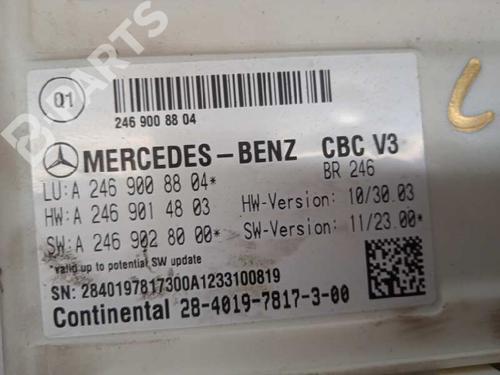 Q1
246 900 88 04
B PARTS
MERCEDES-BENZ CBC V3
BR 246
LU:A 246 900 88 04*
HW:A 246 901 48 03 HW-Version: 10/30.03
SW:A 246 902 80 00* SW-Version: 11/23.00*
*valid up to potential SW update
SN: 2840197817300A1233100819
Continental 28-4019-7817-3-00